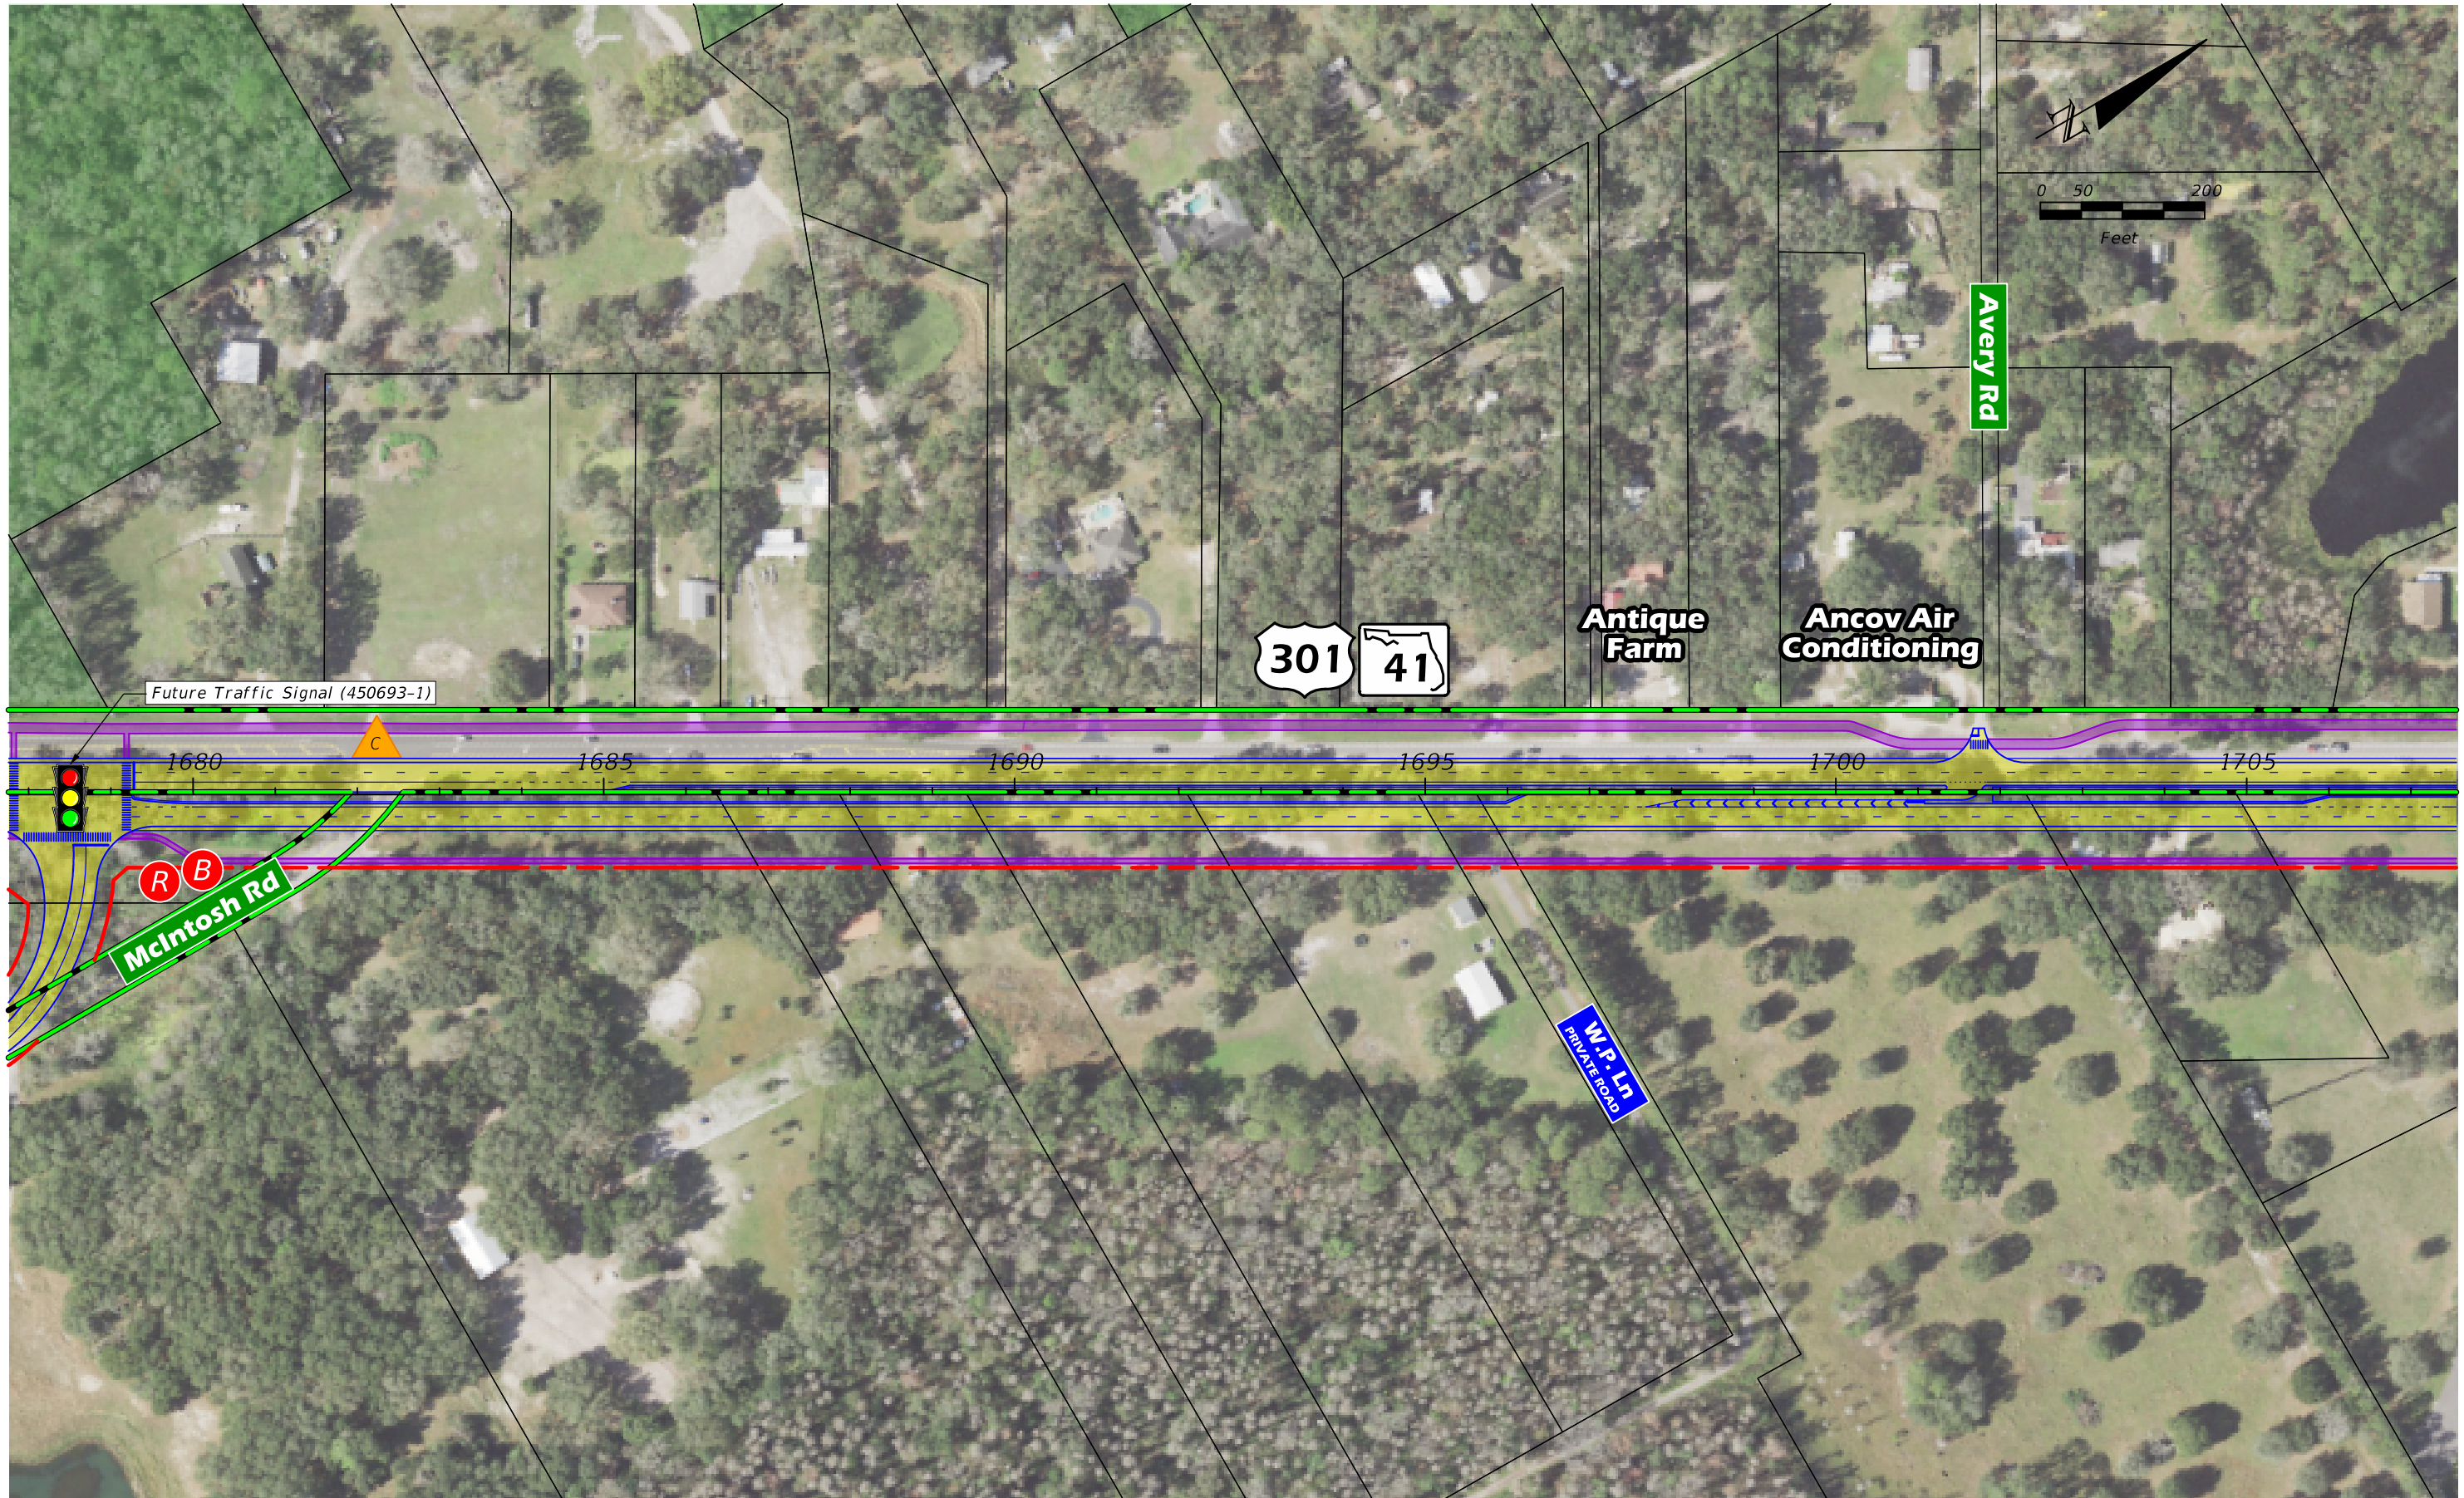 N
0 50 200
Feet
Avery Rd
Antique
Farm
Ancov Air
Conditioning
301
41
Future Traffic Signal (450693-1)
C
1680
1685
1690
1695
1700
1705
R
B
McIntosh Rd
W.P. Ln
PRIVATE ROAD